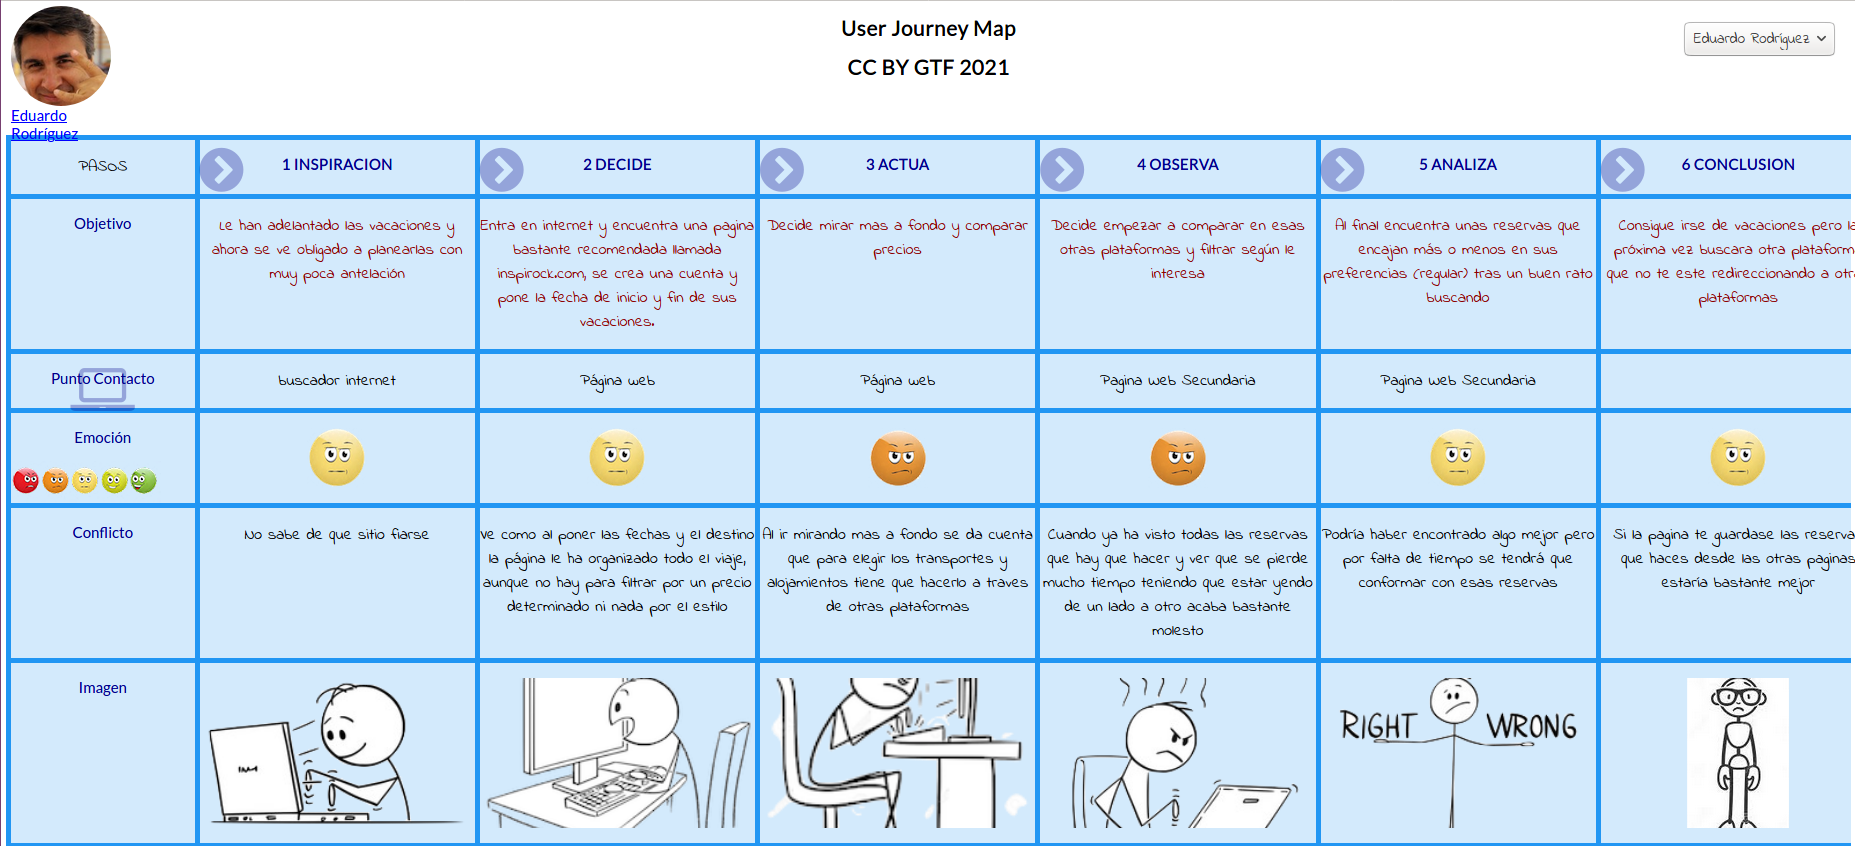 User Journey Map
CC BY GTF 2021
Eduardo Rodríguez
Eduardo
Rodríguez
PASOS
1 INSPIRACION
2 DECIDE
3 ACTUA
4 OBSERVA
5 ANALIZA
6 CONCLUSION
Objetivo
Le han adelantado las vacaciones y
ahora se ve obligado a planearlas con
muy poca antelación
Entra en internet y encuentra una pagina
bastante recomendada llamada
inspirock.com, se crea una cuenta y
pone la fecha de inicio y fin de sus
vacaciones.
Decide mirar mas a fondo y comparar
precios
Decide empezar a comparar en esas
otras plataformas y filtrar según le
interesa
Al final encuentra unas reservas que
encajan más o menos en sus
preferencias (regular) tras un buen rato
buscando
Consigue irse de vacaciones pero la
próxima vez buscara otra plataform
que no te este redireccionando a otr
plataformas
Punto Contacto
buscador internet
Página web
Página web
Pagina Web Secundaria
Pagina Web Secundaria
Emoción
Conflicto
No sabe de que sitio fiarse
Ve como al poner las fechas y el destino
la página le ha organizado todo el viaje,
aunque no hay para filtrar por un precio
determinado ni nada por el estilo
Al ir mirando mas a fondo se da cuenta
que para elegir los transportes y
alojamientos tiene que hacerlo a traves
de otras plataformas
Cuando ya ha visto todas las reservas
que hay que hacer y ver que se pierde
mucho tiempo teniendo que estar yendo
de un lado a otro acaba bastante
molesto
Podría haber encontrado algo mejor pero
por falta de tiempo se tendrá que
conformar con esas reservas
Si la pagina te guardase las reserva
que haces desde las otras paginas
estaría bastante mejor
Imagen
RIGHT
WRONG